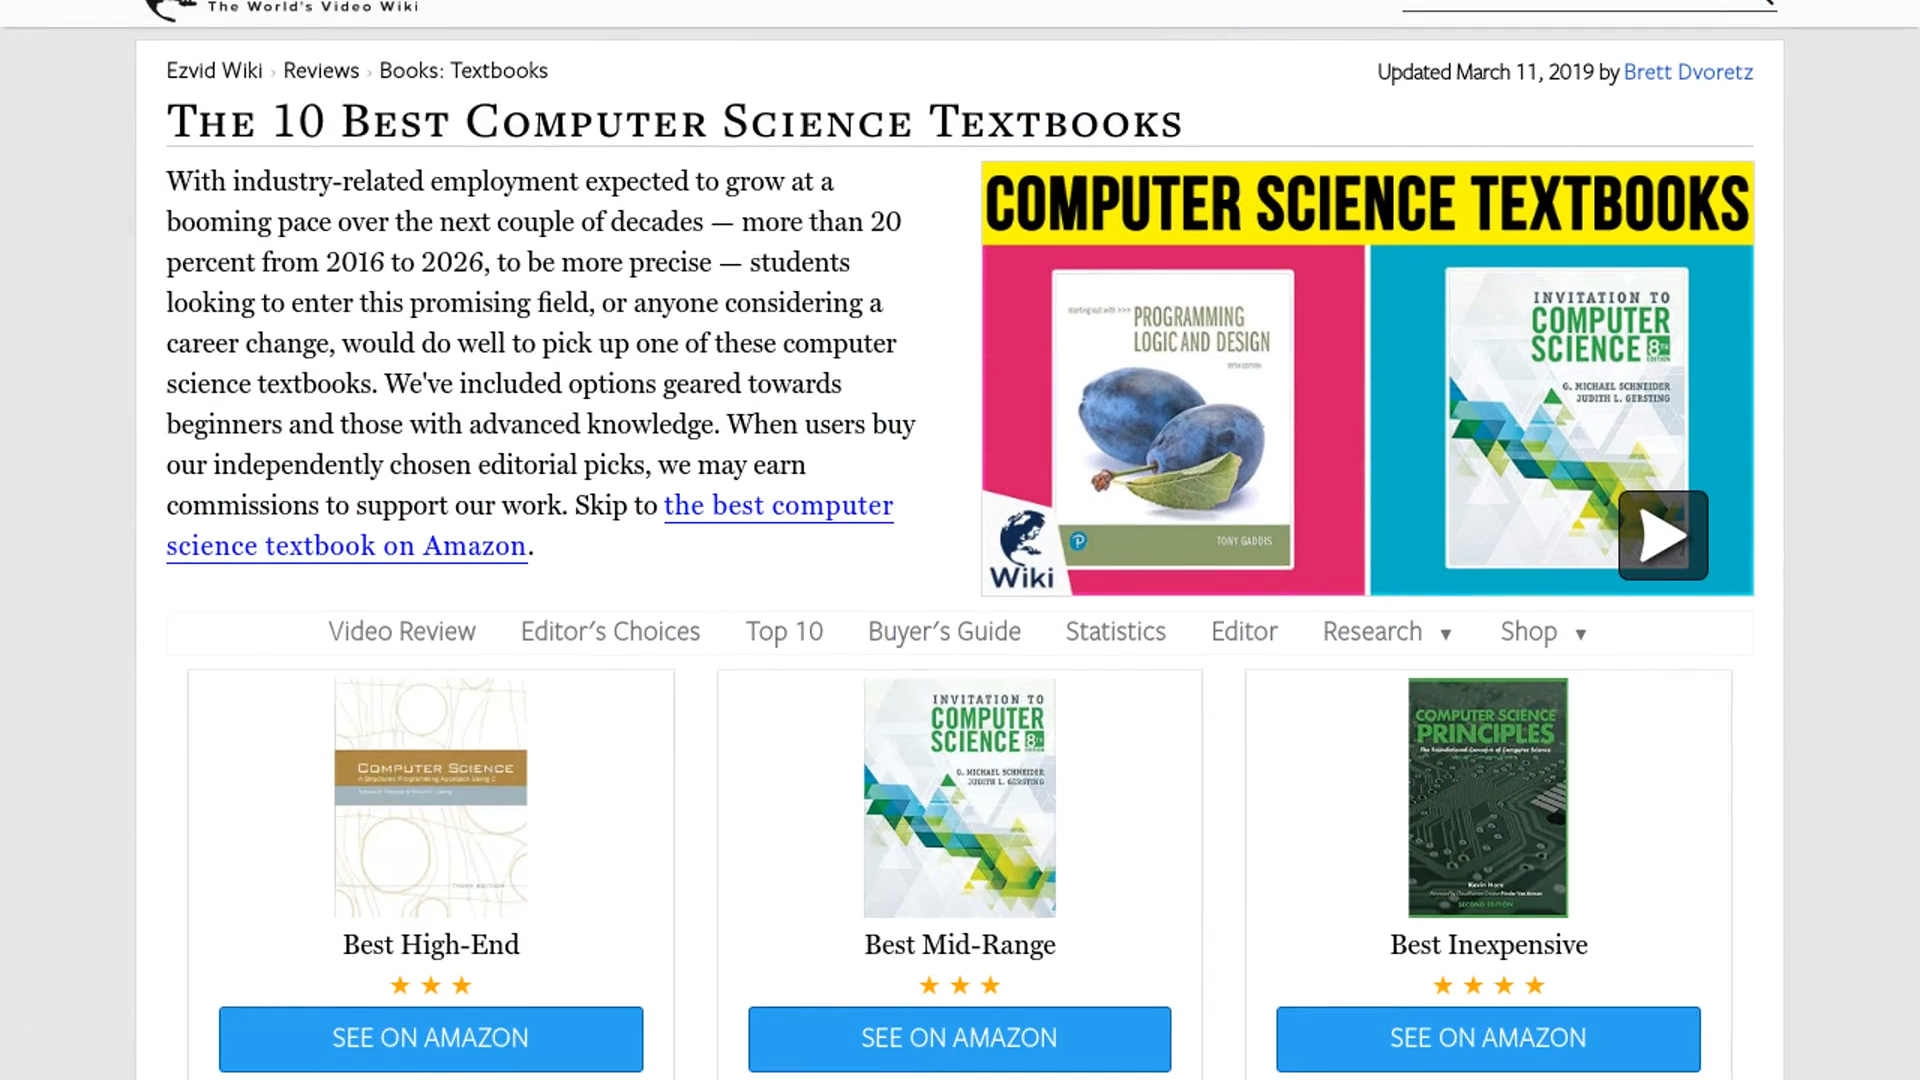 The World's Video Wiki
Ezvid Wiki › Reviews › Books: Textbooks
Updated March 11, 2019 by Brett Dvoretz
The 10 Best Computer Science Textbooks
With industry-related employment expected to grow at a
booming pace over the next couple of decades — more than 20
percent from 2016 to 2026, to be more precise — students
looking to enter this promising field, or anyone considering a
career change, would do well to pick up one of these computer
science textbooks. We've included options geared towards
beginners and those with advanced knowledge. When users buy
our independently chosen editorial picks, we may earn
commissions to support our work. Skip to the best computer
science textbook on Amazon.
COMPUTER SCIENCE TEXTBOOKS
starting out with >>>
PROGRAMMING
LOGIC AND DESIGN
FIFTH EDITION
TONY GADDIS
Wiki
INVITATION TO
COMPUTER
SCIENCE 8TH
EDITION
G. MICHAEL SCHNEIDER
JUDITH L. GERSTING
Video Review Editor's Choices Top 10 Buyer's Guide Statistics Editor Research ▼ Shop ▼
COMPUTER SCIENCE
A Structured Programming Approach Using C
THIRD EDITION
Best High-End
★ ★ ★
SEE ON AMAZON
INVITATION TO
COMPUTER
SCIENCE 8TH
G. MICHAEL SCHNEIDER
JUDITH L. GERSTING
Best Mid-Range
★ ★ ★
SEE ON AMAZON
COMPUTER SCIENCE
PRINCIPLES
The Foundational Concepts of Computer Science
Kevin Hare
SECOND EDITION
Best Inexpensive
★ ★ ★ ★
SEE ON AMAZON